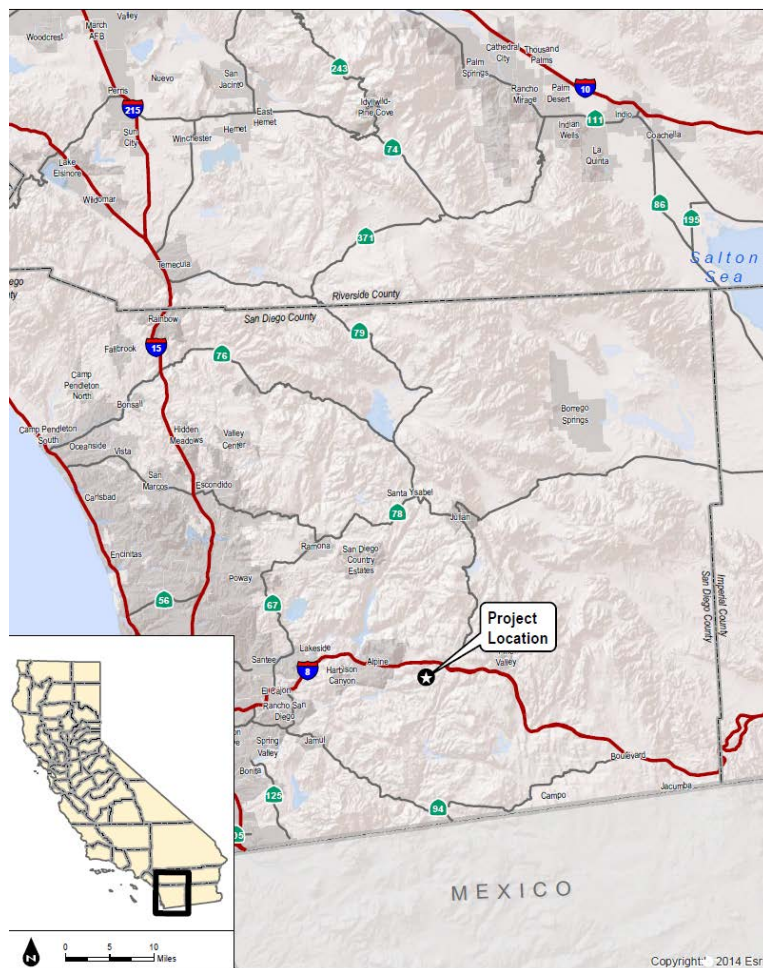 Woodcrest
March
AFB
Valley
Nuevo
San
Jacinto
Perris
215
Sun
City
Winchester
Hemet
East
Hemet
243
Idyllwild-
Pine Cove
74
Palm
Springs
Cathedral
City
Thousand
Palms
10
Rancho
Mirage
Palm
Desert
Indian
Wells
111
Indio
La
Quinta
Coachella
Lake
Elsinore
Wildomar
86
195
Salton
Sea
371
Temecula
Riverside County
San Diego County
Rainbow
Fallbrook
15
76
79
Camp
Pendleton
North
Bonsall
Camp Pendleton
South
Oceanside
Vista
Hidden
Meadows
Valley
Center
Borrego
Springs
San
Marcos
Escondido
Carlsbad
Santa Ysabel
78
Julian
Encinitas
Ramona
San Diego
Country
Estates
Poway
56
67
Imperial County
San Diego County
Project
Location
Santee
Lakeside
8
Harbison
Canyon
Alpine
Valley
El Cajon
Rancho San
Diego
Spring
Valley
Jamul
Bonita
125
94
Campo
Boulevard
Jacumba
MEXICO
N
0 5 10
Miles
2014 Esr